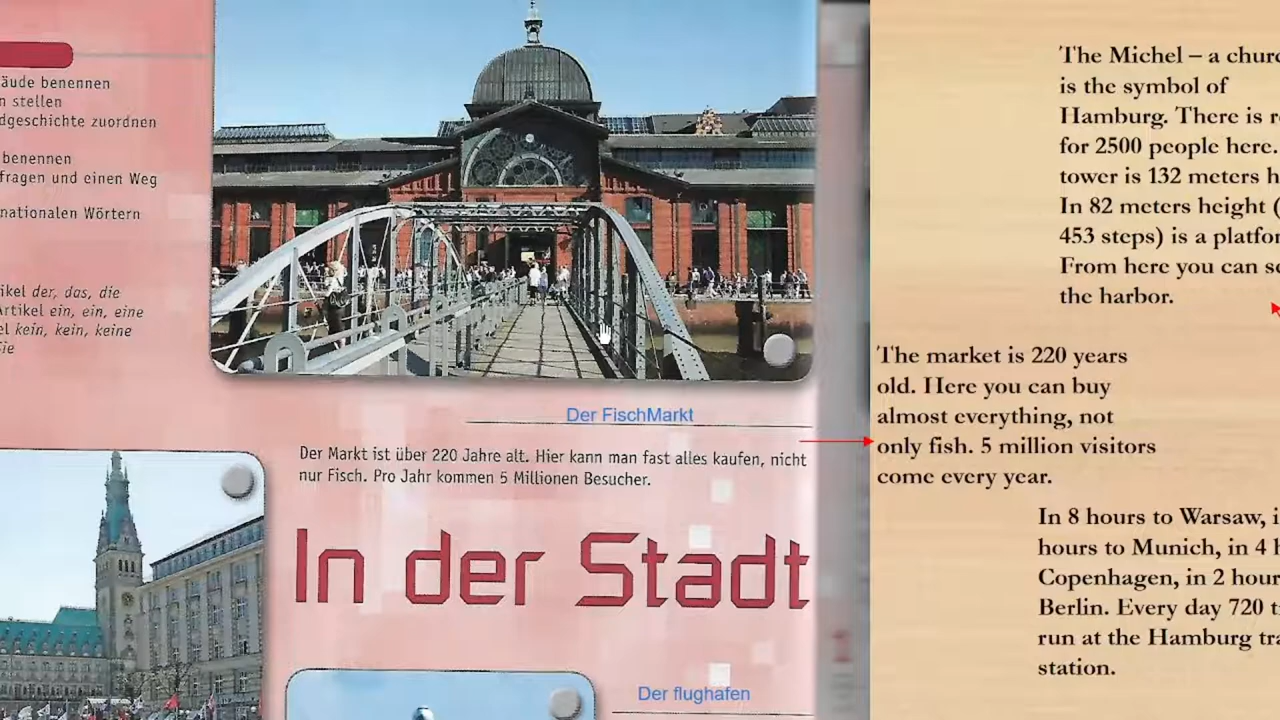 äude benennen
n stellen
dgeschichte zuordnen
benennen
fragen und einen Weg
nationalen Wörtern
ikel der, das, die
Artikel ein, ein, eine
el kein, kein, keine
Sie
Der FischMarkt
Der Markt ist über 220 Jahre alt. Hier kann man fast alles kaufen, nicht
nur Fisch. Pro Jahr kommen 5 Millionen Besucher.
In der Stadt
Der flughafen
The Michel – a churc
is the symbol of
Hamburg. There is r
for 2500 people here.
tower is 132 meters h
In 82 meters height (
453 steps) is a platfor
From here you can se
the harbor.
The market is 220 years
old. Here you can buy
almost everything, not
only fish. 5 million visitors
come every year.
In 8 hours to Warsaw, i
hours to Munich, in 4 h
Copenhagen, in 2 hour
Berlin. Every day 720 t
run at the Hamburg tra
station.